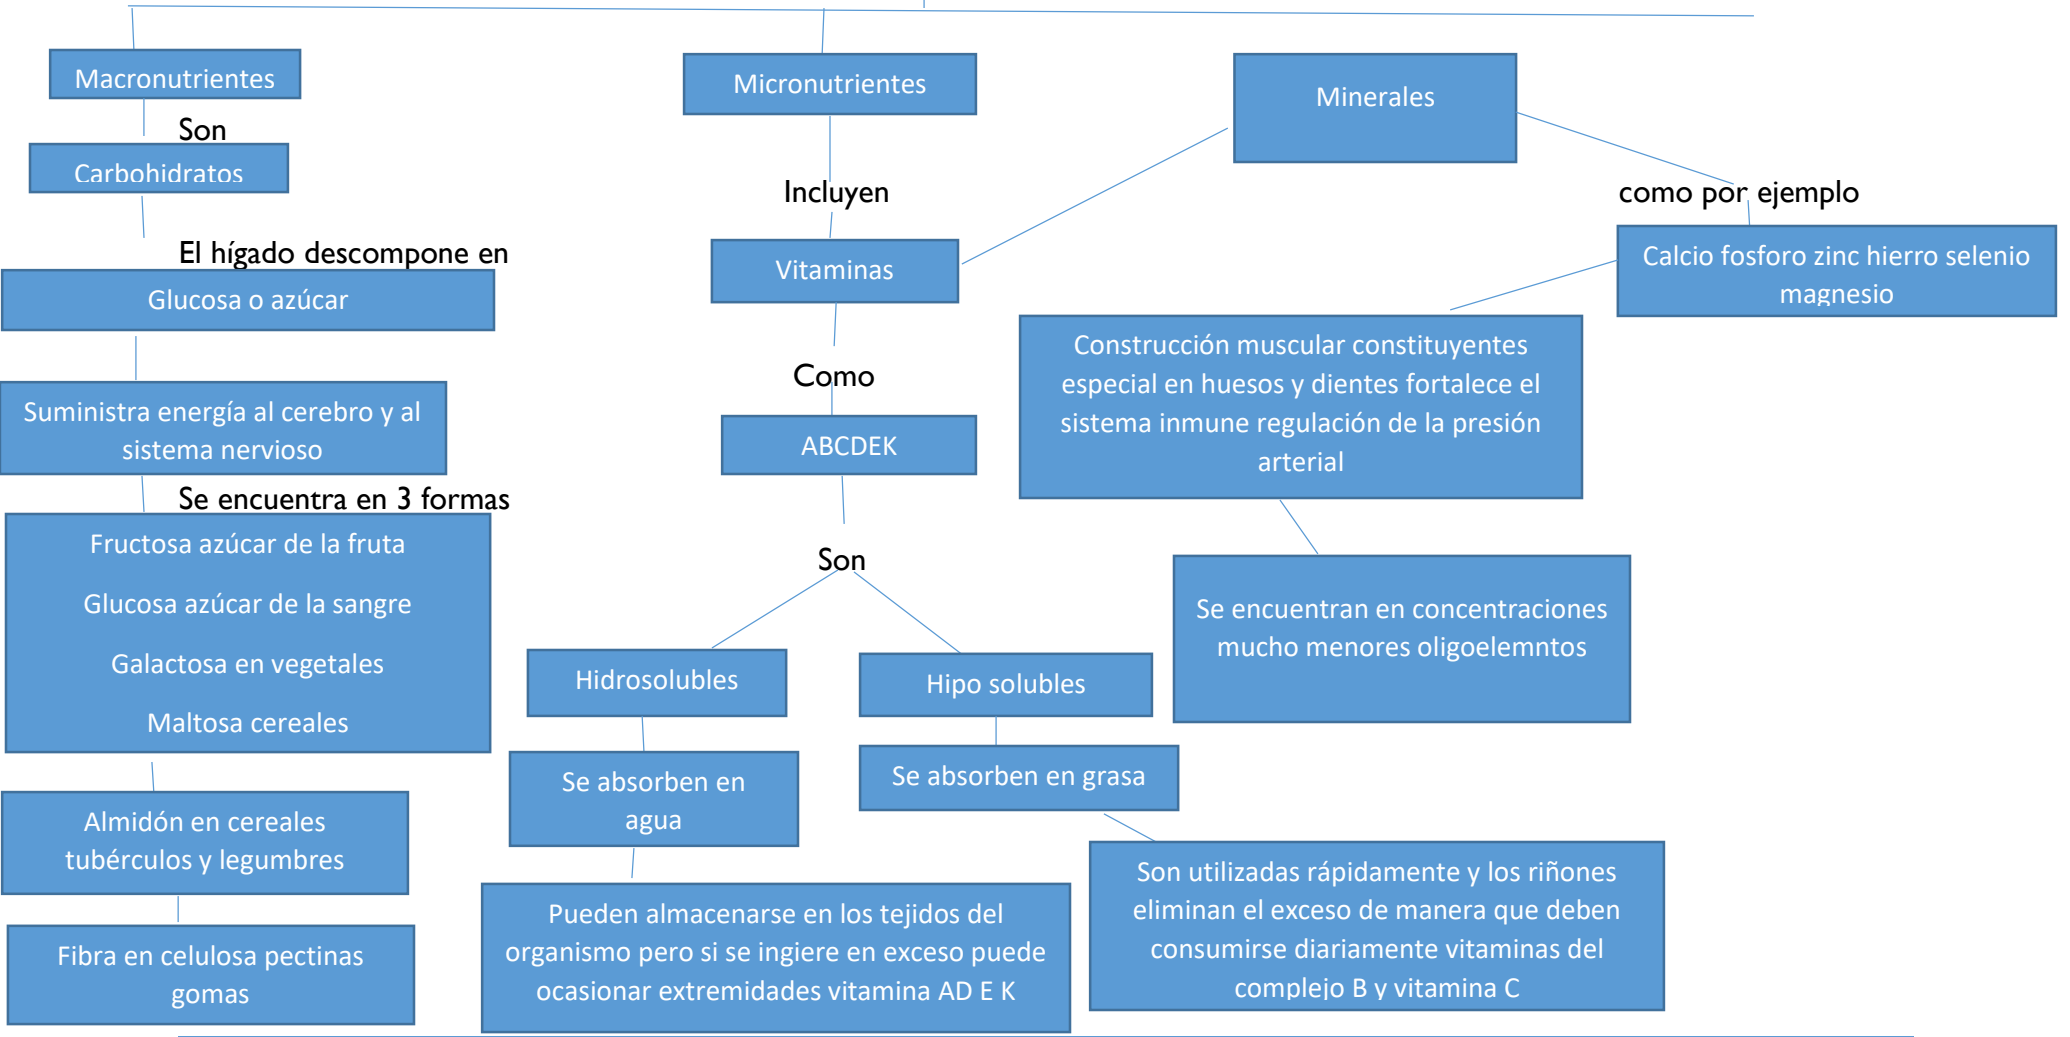 Macronutrientes
Son
Carbohidratos
El hígado descompone en
Glucosa o azúcar
Suministra energía al cerebro y al
sistema nervioso
Se encuentra en 3 formas
Fructosa azúcar de la fruta
Glucosa azúcar de la sangre
Galactosa en vegetales
Maltosa cereales
Almidón en cereales
tubérculos y legumbres
Fibra en celulosa pectinas
gomas
Micronutrientes
Incluyen
Vitaminas
Como
ABCDEK
Son
Hidrosolubles
Se absorben en
agua
Pueden almacenarse en los tejidos del
organismo pero si se ingiere en exceso puede
ocasionar extremidades vitamina AD E K
Hipo solubles
Se absorben en grasa
Son utilizadas rápidamente y los riñones
eliminan el exceso de manera que deben
consumirse diariamente vitaminas del
complejo B y vitamina C
Minerales
como por ejemplo
Calcio fosforo zinc hierro selenio
magnesio
Construcción muscular constituyentes
especial en huesos y dientes fortalece el
sistema inmune regulación de la presión
arterial
Se encuentran en concentraciones
mucho menores oligoelemntos